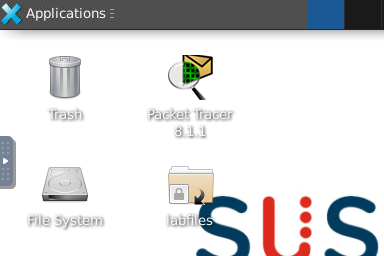 Applications
Trash
Packet Tracer
8.1.1
File System
labfiles
sus